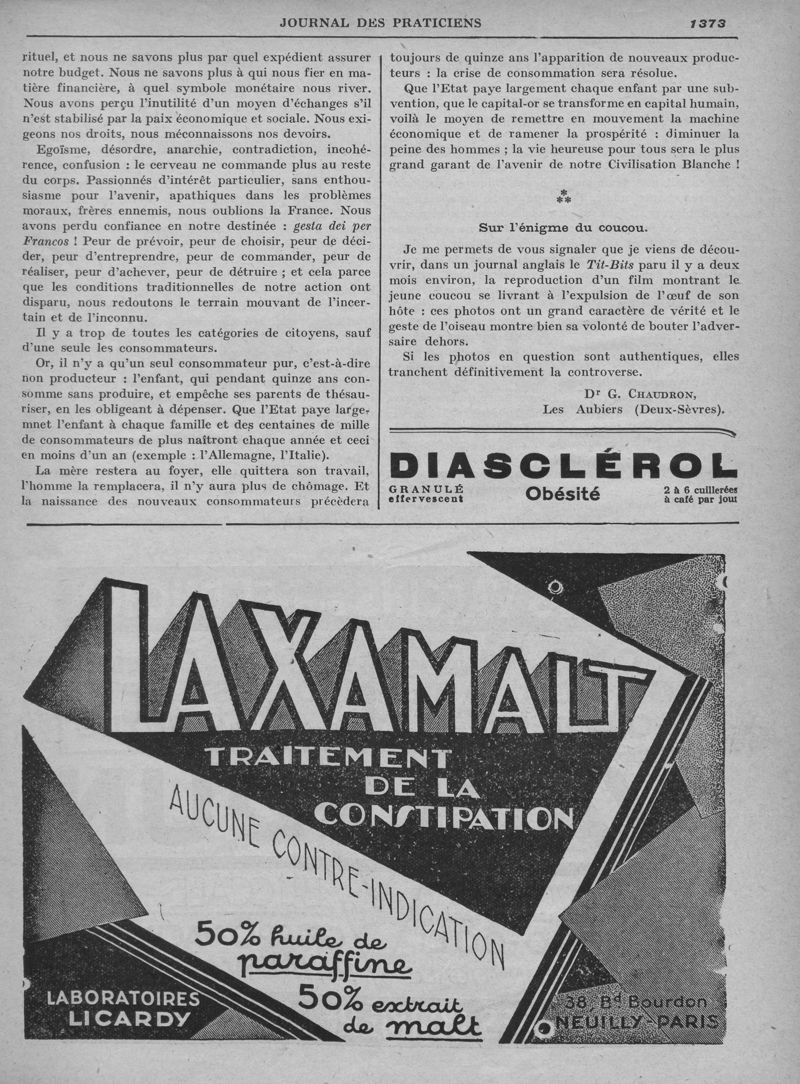 JOURNAL DES PRATICIENS 1373
rituel, et nous ne savons plus par quel expédient assurer
notre budget. Nous ne savons plus à qui nous fier en ma-
tière financière, à quel symbole monétaire nous river.
Nous avons perçu l'inutilité d'un moyen d'échanges s'il
n'est stabilisé par la paix économique et sociale. Nous exi-
geons nos droits, nous méconnaissons nos devoirs.
Egoïsme, désordre, anarchie, contradiction, incohé-
rence, confusion : le cerveau ne commande plus au reste
du corps. Passionnés d'intérêt particulier, sans enthou-
siasme pour l'avenir, apathiques dans les problèmes
moraux, frères ennemis, nous oublions la France. Nous
avons perdu confiance en notre destinée : gesta dei per
Francos ! Peur de prévoir, peur de choisir, peur de déci-
der, peur d'entreprendre, peur de commander, peur de
réaliser, peur d'achever, peur de détruire ; et cela parce
que les conditions traditionnelles de notre action ont
disparu, nous redoutons le terrain mouvant de l'incer-
tain et de l'inconnu.
Il y a trop de toutes les catégories de citoyens, sauf
d'une seule les consommateurs.
Or, il n'y a qu'un seul consommateur pur, c'est-à-dire
non producteur : l'enfant, qui pendant quinze ans con-
somme sans produire, et empêche ses parents de thésau-
riser, en les obligeant à dépenser. Que l'Etat paye large-
mnet l'enfant à chaque famille et des centaines de mille
de consommateurs de plus naîtront chaque année et ceci
en moins d'un an (exemple : l'Allemagne, l'Italie).
La mère restera au foyer, elle quittera son travail,
l'homme la remplacera, il n'y aura plus de chômage. Et
la naissance des nouveaux consommateurs précèdera
toujours de quinze ans l'apparition de nouveaux produc-
teurs : la crise de consommation sera résolue.
Que l'Etat paye largement chaque enfant par une sub-
vention, que le capital-or se transforme en capital humain,
voilà le moyen de remettre en mouvement la machine
économique et de ramener la prospérité : diminuer la
peine des hommes ; la vie heureuse pour tous sera le plus
grand garant de l'avenir de notre Civilisation Blanche !
*
**
Sur l'énigme du coucou.
Je me permets de vous signaler que je viens de décou-
vrir, dans un journal anglais le Tit-Bits paru il y a deux
mois environ, la reproduction d'un film montrant le
jeune coucou se livrant à l'expulsion de l'œuf de son
hôte : ces photos ont un grand caractère de vérité et le
geste de l'oiseau montre bien sa volonté de bouter l'adver-
saire dehors.
Si les photos en question sont authentiques, elles
tranchent définitivement la controverse.
Dr G. CHAUDRON,
Les Aubiers (Deux-Sèvres).
DIASCLÉROL
GRANULÉ
effervescent
Obésité
2 à 6 cuillerées
à café par jour
LAXAMALT
TRAITEMENT
DE LA
CONSTIPATION
AUCUNE CONTRE-INDICATION
50% huile de
paraffine
50% extrait
de malt
LABORATOIRES
LICARDY
38, Bd Bourdon
NEUILLY-PARIS